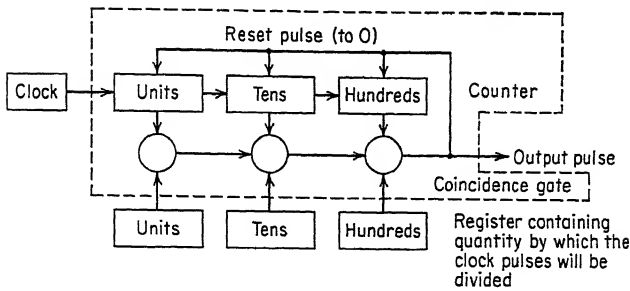 Reset pulse (to 0)
Clock
Units
Tens
Hundreds
Counter
Output pulse
Coincidence gate
Units
Tens
Hundreds
Register containing
quantity by which the
clock pulses will be
divided